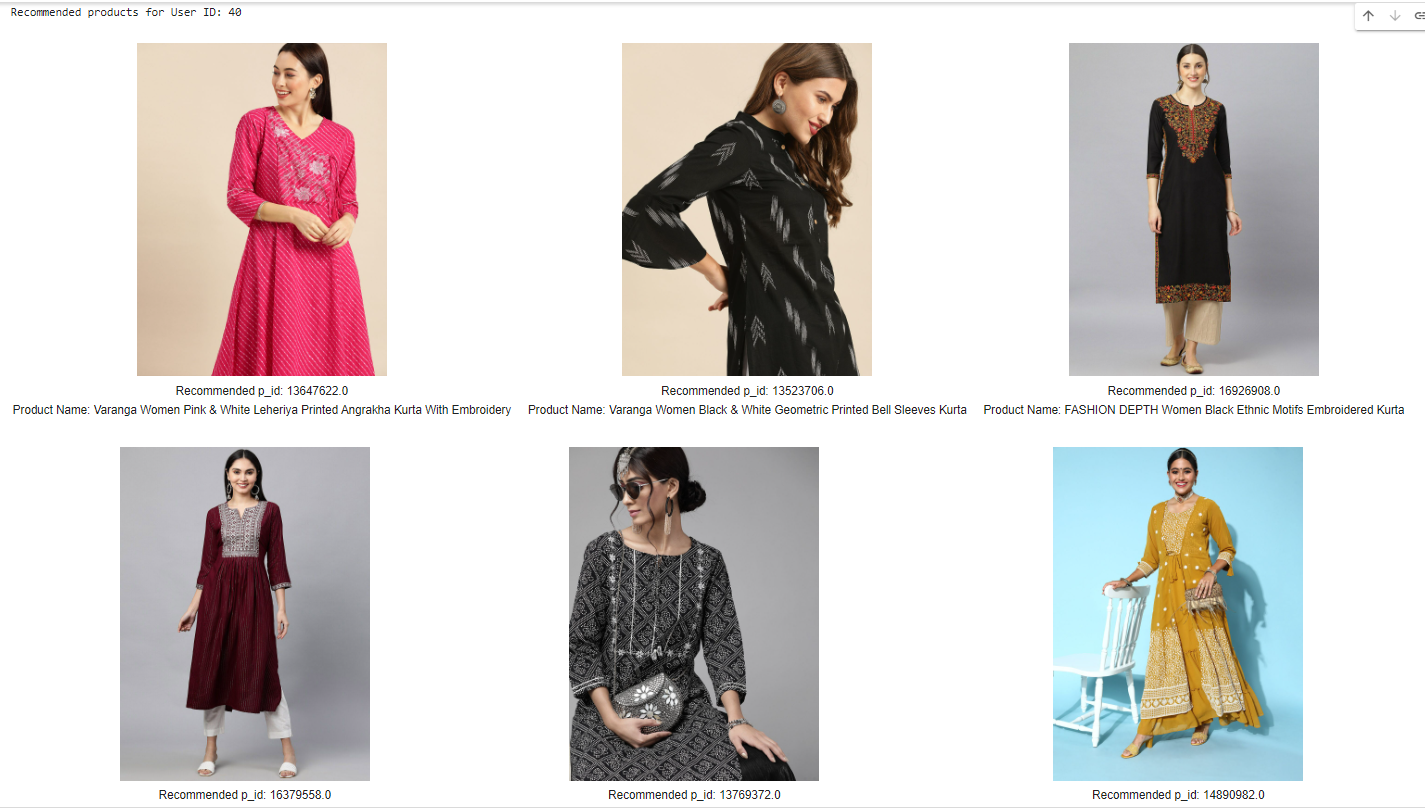 Recommended products for User ID: 40
Recommended p_id: 13647622.0
Product Name: Varanga Women Pink & White Leheriya Printed Angrakha Kurta With Embroidery
Recommended p_id: 13523706.0
Product Name: Varanga Women Black & White Geometric Printed Bell Sleeves Kurta
Recommended p_id: 16926908.0
Product Name: FASHION DEPTH Women Black Ethnic Motifs Embroidered Kurta
Recommended p_id: 16379558.0
Recommended p_id: 13769372.0
Recommended p_id: 14890982.0